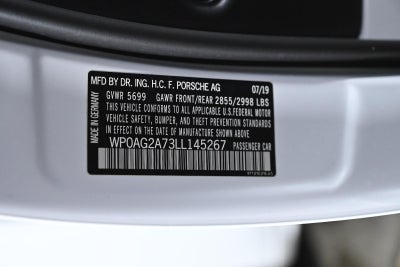 MFD BY DR. ING. H.C. F. PORSCHE AG 07/19
GVWR 5699 GAWR FRONT/REAR 2855/2998 LBS
THIS VEHICLE CONFORMS TO ALL
APPLICABLE U.S.FEDERAL MOTOR
VEHICLE SAFETY, BUMPER, AND THEFT
PREVENTION STANDARDS IN EFFECT ON
THE DATE OF MANUFACTURE SHOWN ABOVE
WP0AG2A73LL145267 PASSENGER CAR
MADE IN GERMANY